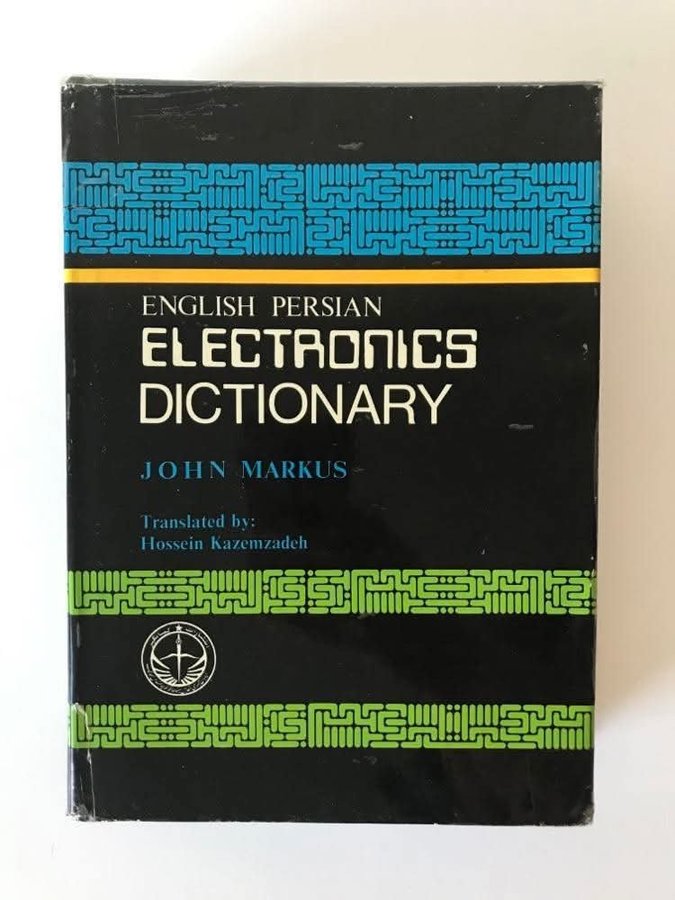 ENGLISH PERSIAN
ELECTRONICS
DICTIONARY
JOHN MARKUS
Translated by:
Hossein Kazemzadeh